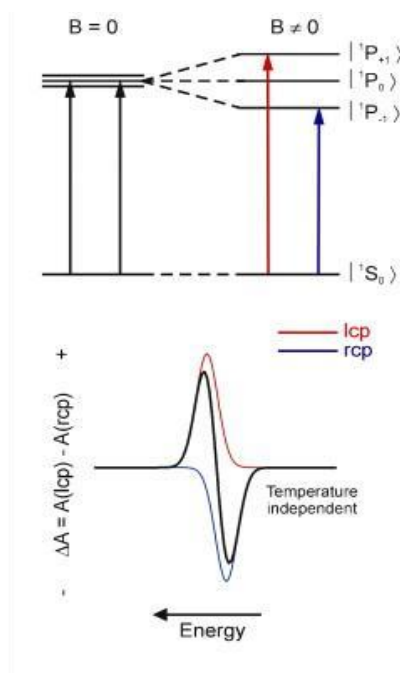 B = 0
B ≠ 0
| ¹P₊₁ ⟩
| ¹P₀ ⟩
| ¹P₋₁ ⟩
| ¹S₀ ⟩
lcp
rcp
- ΔA = A(lcp) - A(rcp) +
Temperature
independent
Energy